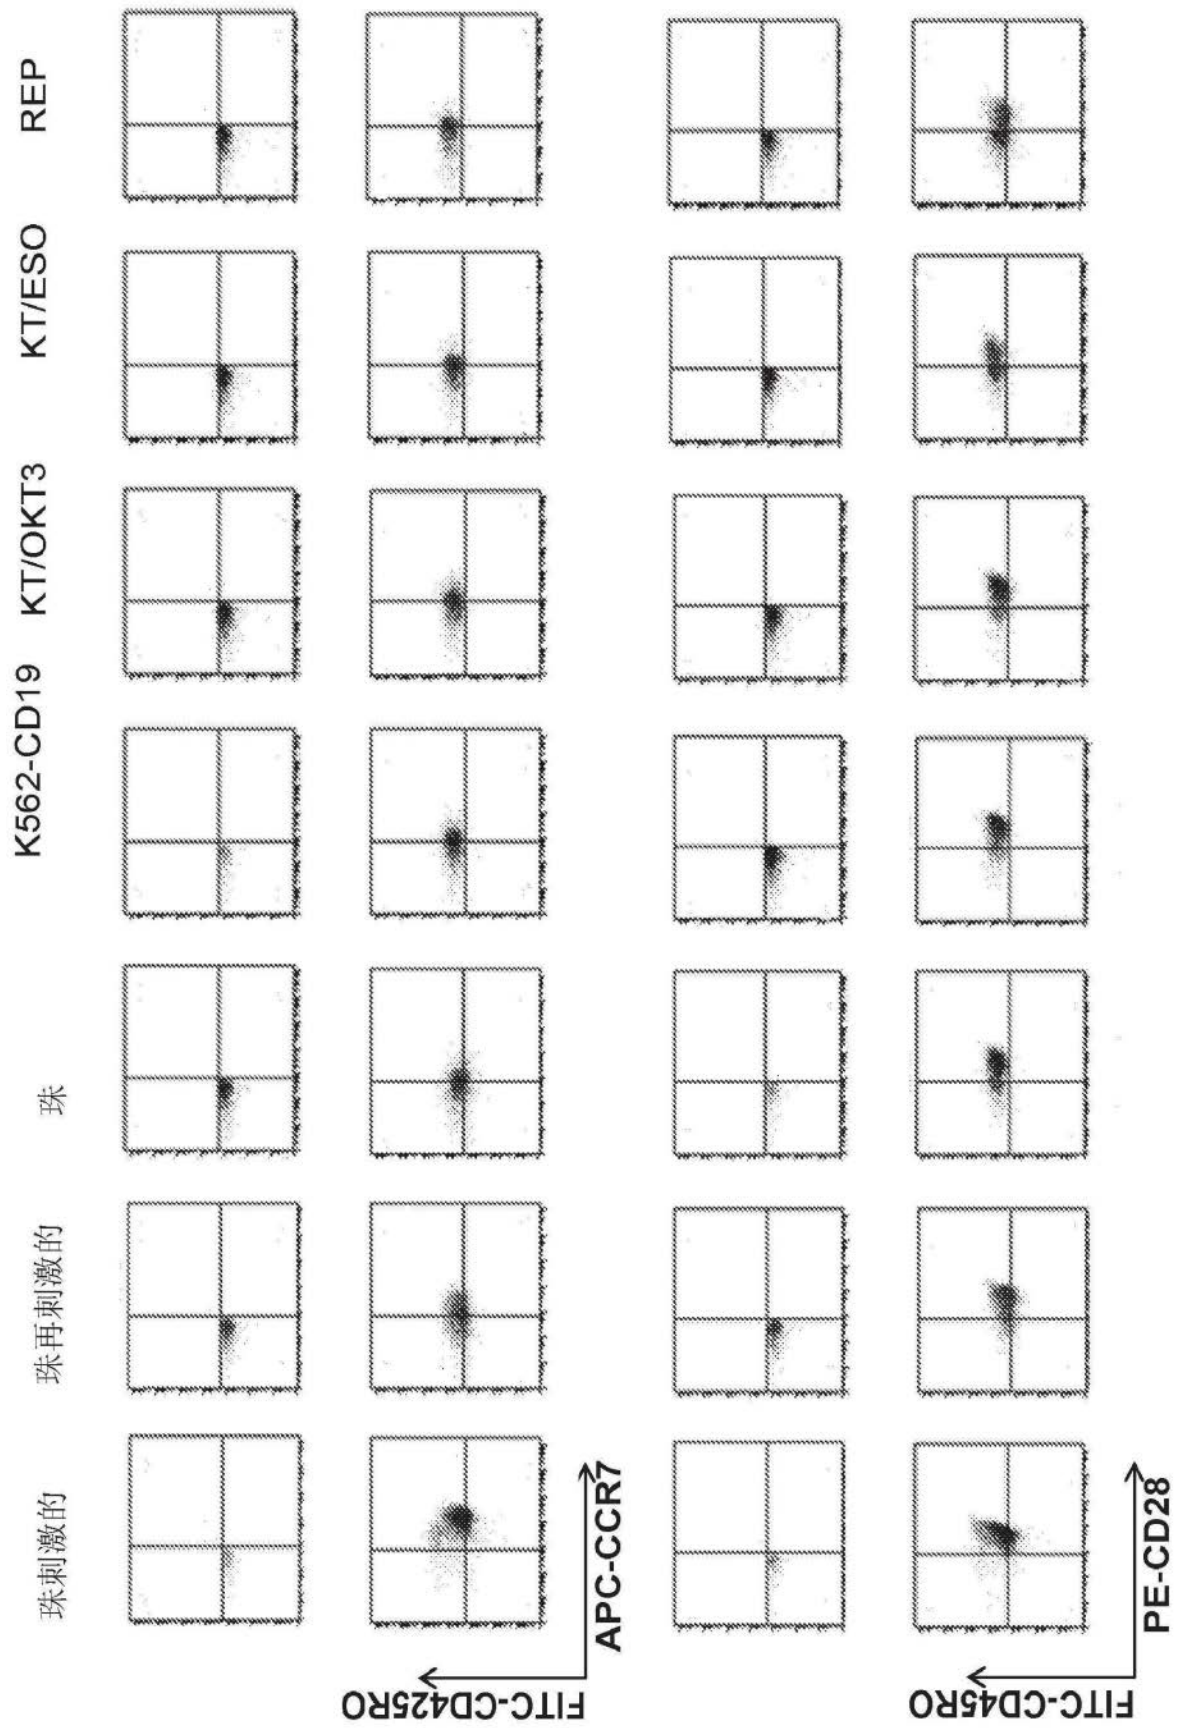 珠刺激的
珠再刺激的
珠
K562-CD19
KT/OKT3
KT/ESO
REP
FITC-CD425RO
APC-CCR7
FITC-CD45RO
PE-CD28